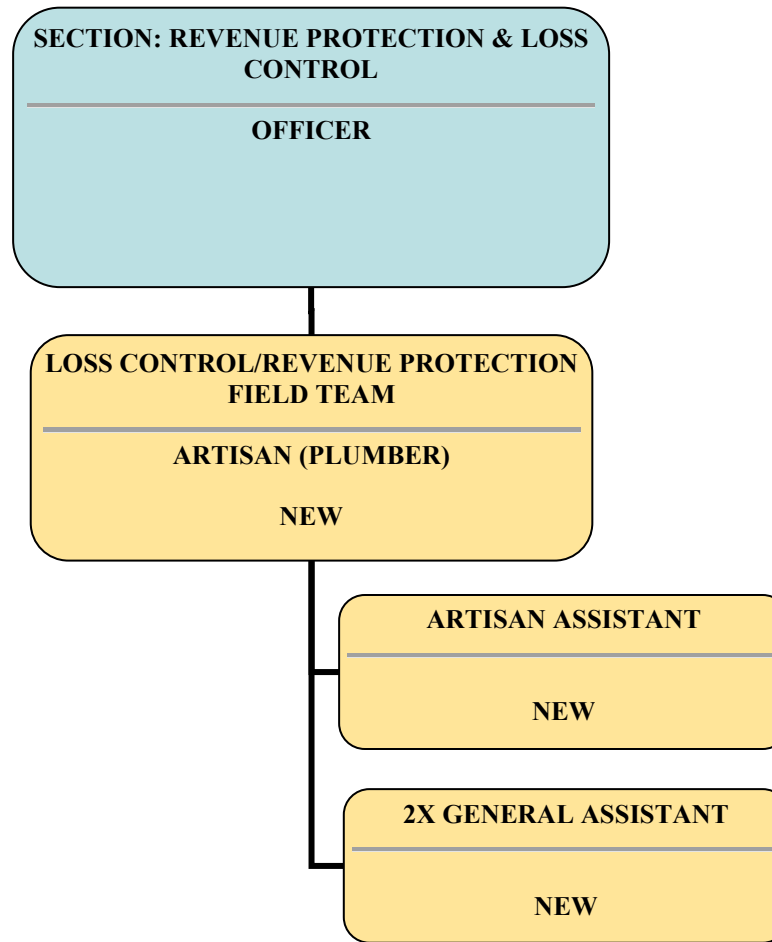 SECTION: REVENUE PROTECTION & LOSS
CONTROL
OFFICER
LOSS CONTROL/REVENUE PROTECTION
FIELD TEAM
ARTISAN (PLUMBER)
NEW
ARTISAN ASSISTANT
NEW
2X GENERAL ASSISTANT
NEW